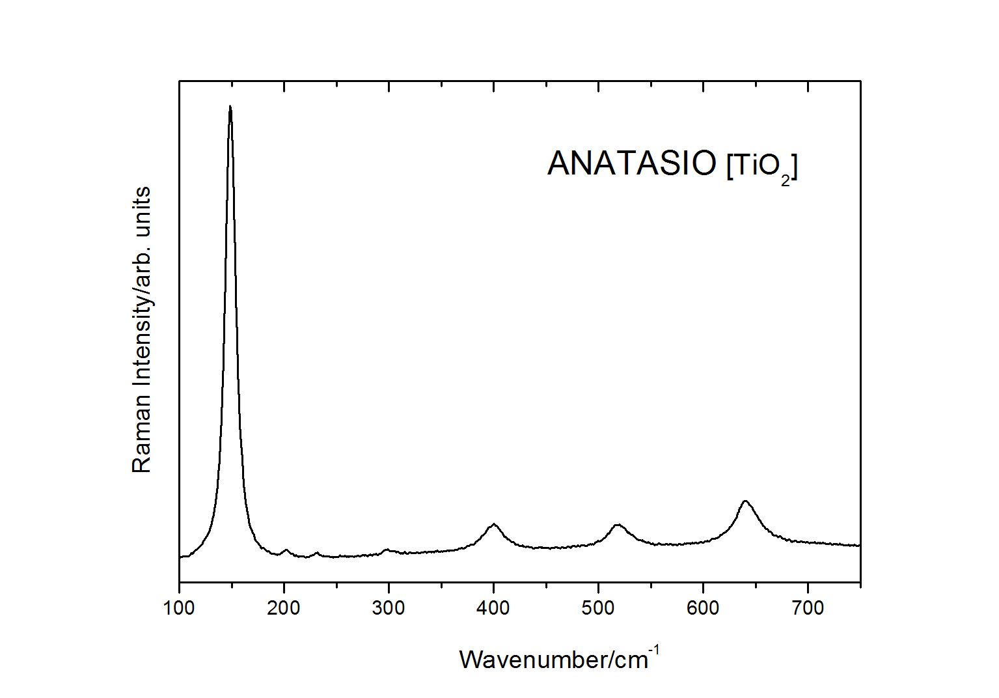 ANATASIO [TiO₂]
Raman Intensity/arb. units
100 200 300 400 500 600 700
Wavenumber/cm⁻¹